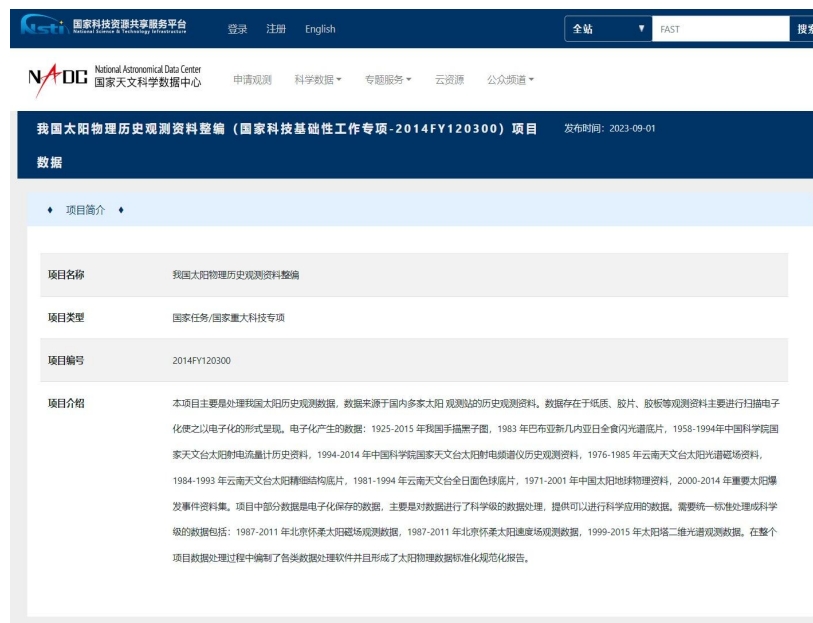 Nsti 国家科技资源共享服务平台 登录 注册 English 全站 ▼ FAST 搜索
National Science & Technology Infrastructure
NADC National Astronomical Data Center 国家天文科学数据中心 申请观测 科学数据 专题服务 云资源 公众频道
我国太阳物理历史观测资料整编（国家科技基础性工作专项-2014FY120300）项目 发布时间：2023-09-01
数据
项目简介
项目名称 我国太阳物理历史观测资料整编
项目类型 国家任务/国家重大科技专项
项目编号 2014FY120300
项目介绍 本项目主要是处理我国太阳历史观测数据，数据来源于国内多家太阳 观测站的历史观测资料。数据存在于纸质、胶片、胶板等观测资料主要进行扫描电子
化使之以电子化的形式呈现。电子化产生的数据：1925-2015 年我国手描黑子图，1983 年巴布亚新几内亚日全食闪光谱底片，1958-1994年中国科学院国
家天文台太阳射电流量计历史资料，1994-2014 年中国科学院国家天文台太阳射电频谱仪历史观测资料，1976-1985 年云南天文台太阳光谱磁场资料，
1984-1993 年云南天文台太阳精细结构底片，1981-1994 年云南天文台全日面色球底片，1971-2001 年中国太阳地球物理资料，2000-2014 年重要太阳爆
发事件资料集。项目中部分数据是电子化保存的数据，主要是对数据进行了科学级的数据处理，提供可以进行科学应用的数据。需要统一标准处理成科学
级的数据包括：1987-2011 年北京怀柔太阳磁场观测数据，1987-2011 年北京怀柔太阳速度场观测数据，1999-2015 年太阳塔二维光谱观测数据。在整个
项目数据处理过程中编制了各类数据处理软件并且形成了太阳物理数据标准化规范化报告。